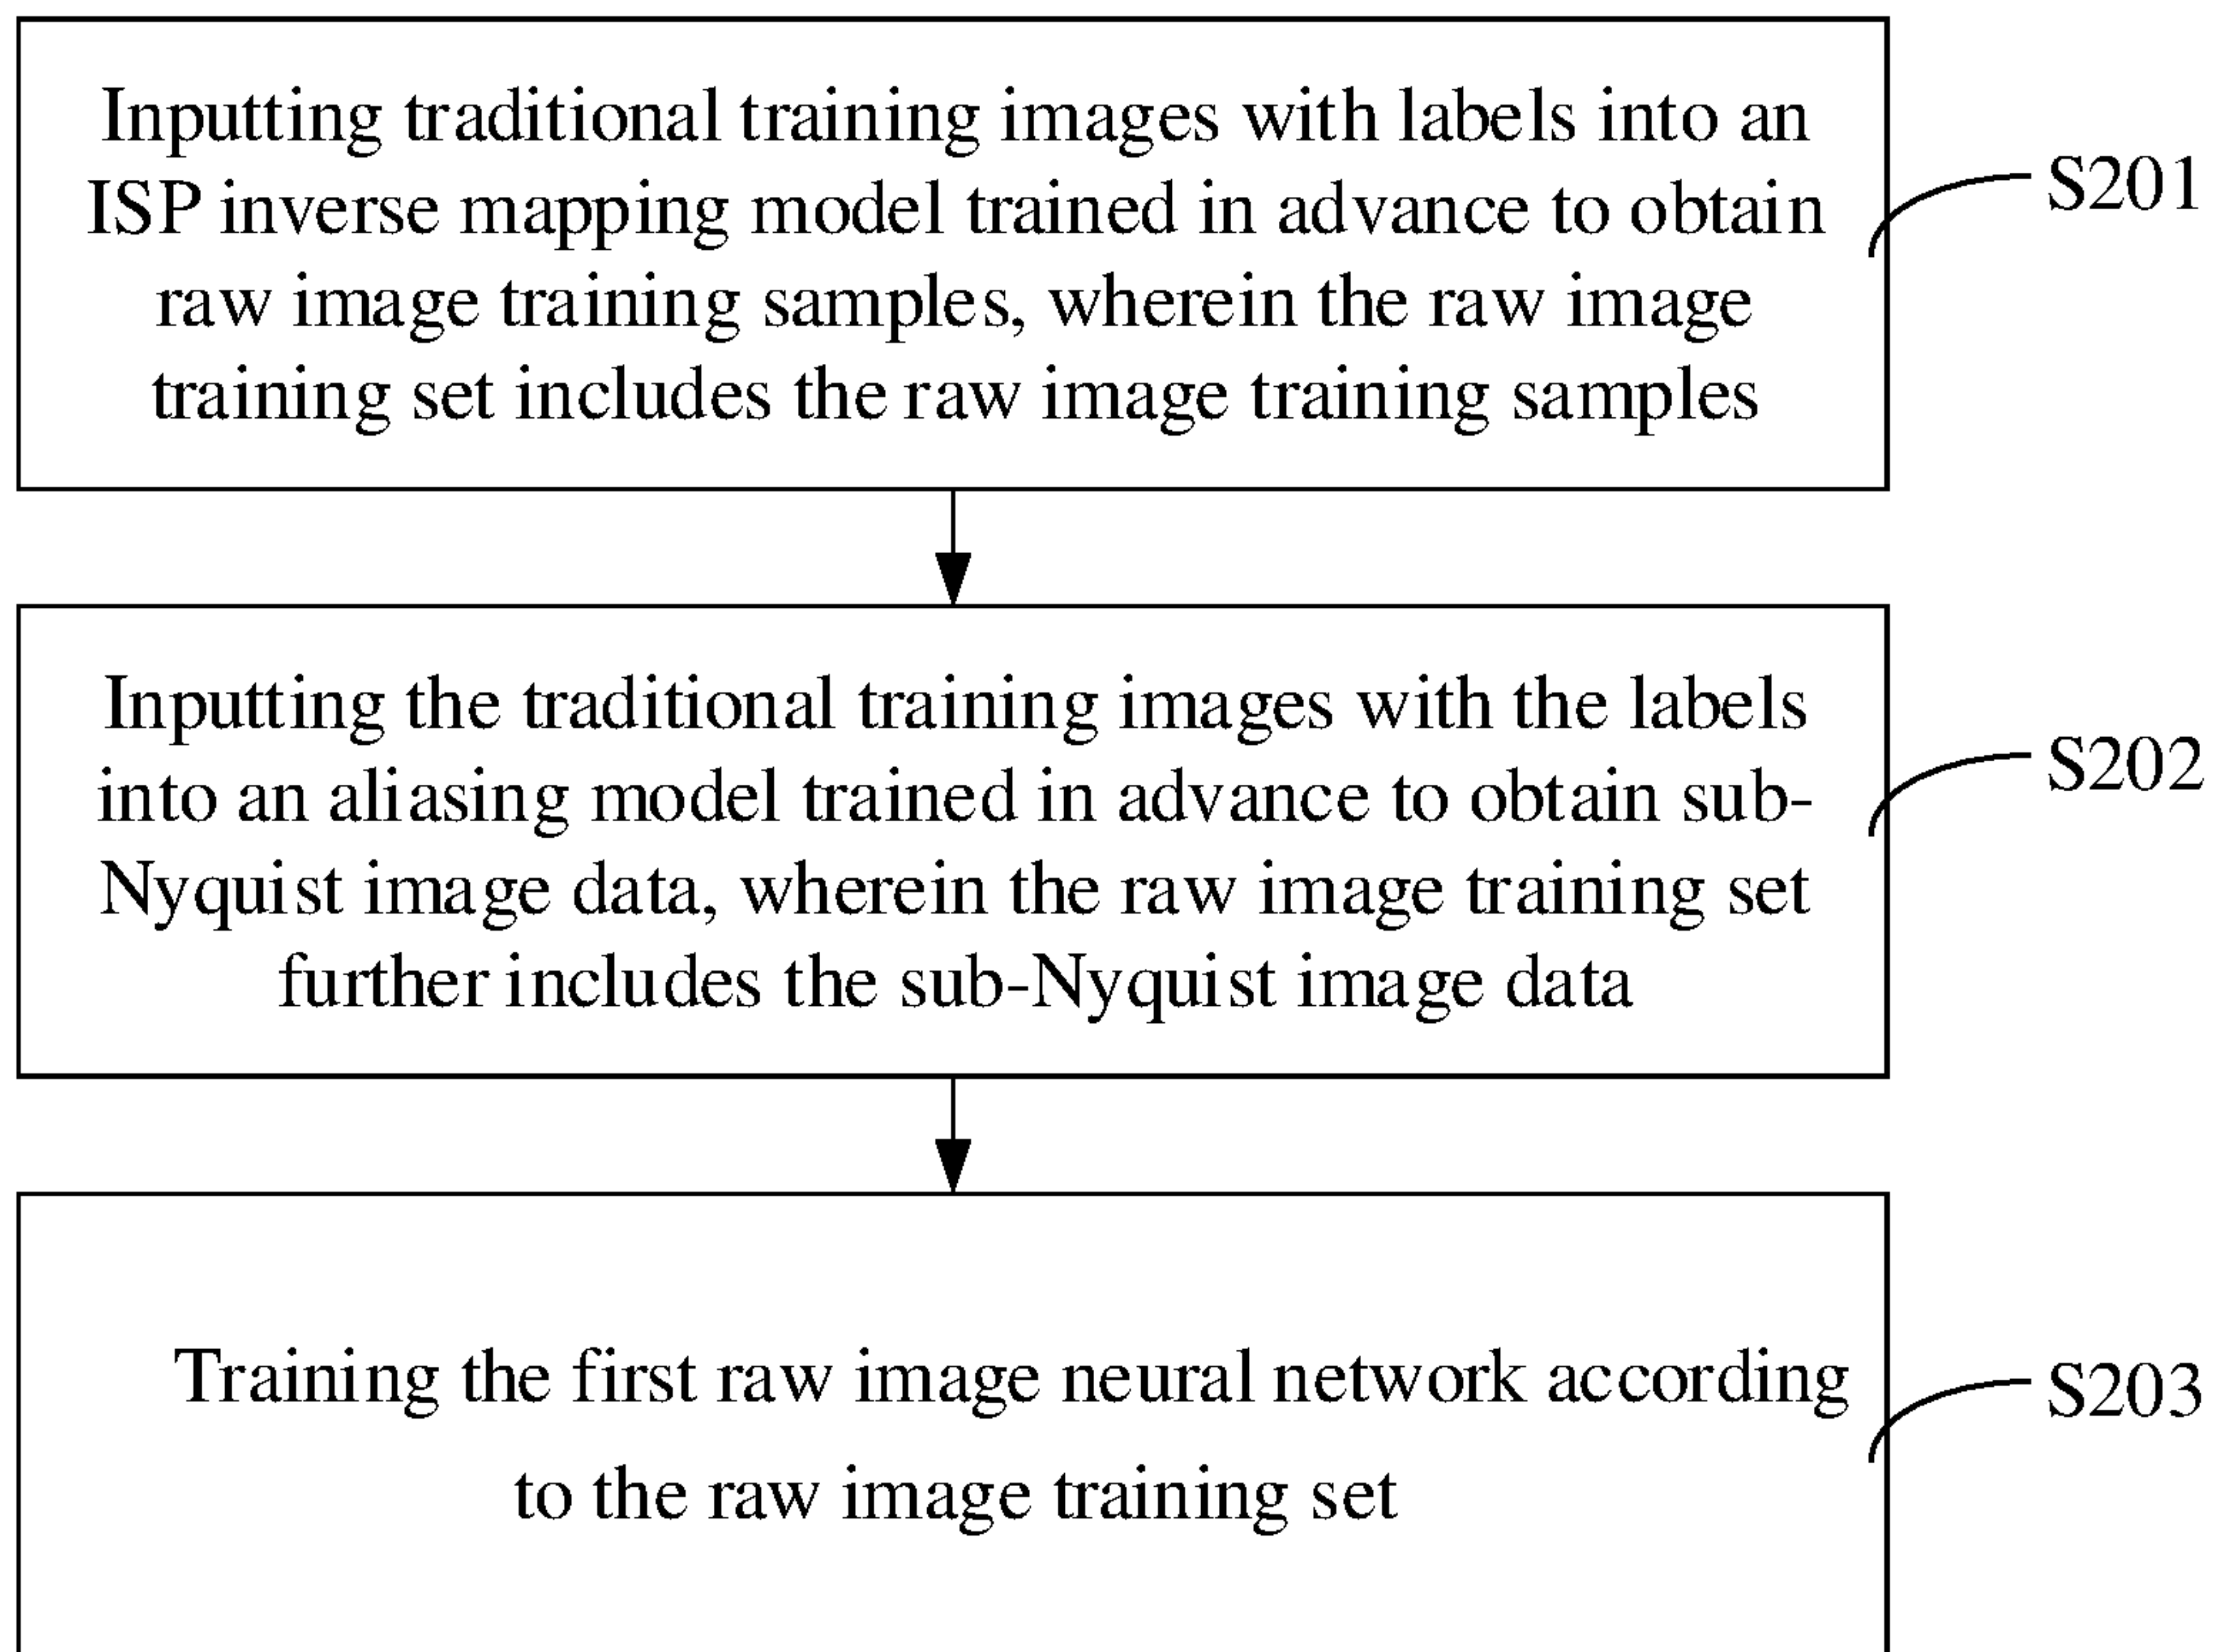 Inputting traditional training images with labels into an
ISP inverse mapping model trained in advance to obtain
raw image training samples, wherein the raw image
training set includes the raw image training samples
S201
Inputting the traditional training images with the labels
into an aliasing model trained in advance to obtain sub-
Nyquist image data, wherein the raw image training set
further includes the sub-Nyquist image data
S202
Training the first raw image neural network according
to the raw image training set
S203